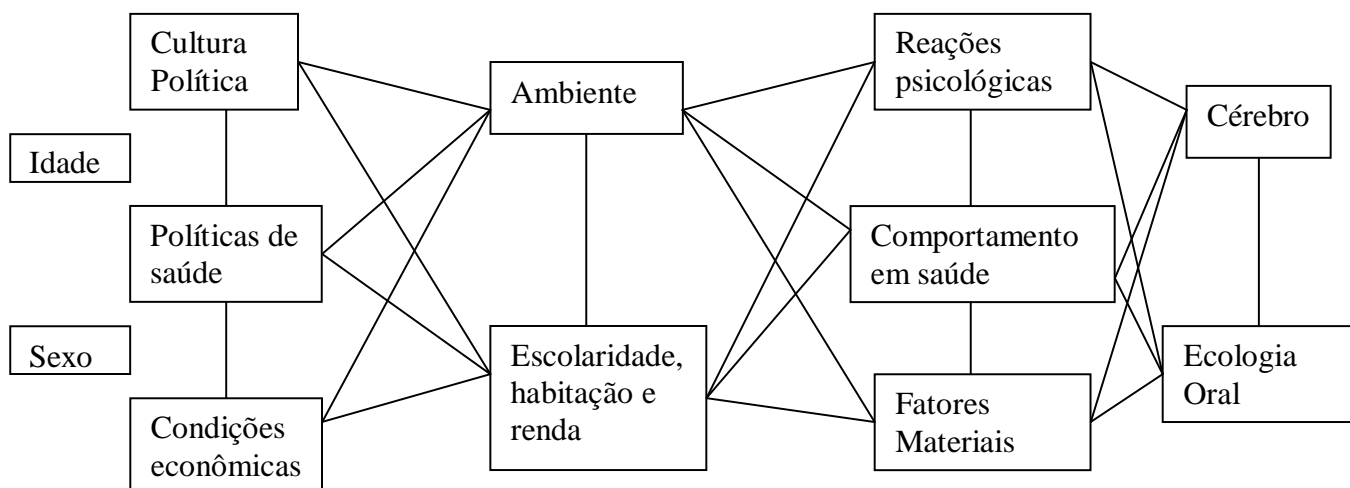 Cultura
Política
Idade
Políticas de
saúde
Sexo
Condições
econômicas
Ambiente
Escolaridade,
habitação e
renda
Reações
psicológicas
Comportamento
em saúde
Fatores
Materiais
Cérebro
Ecologia
Oral